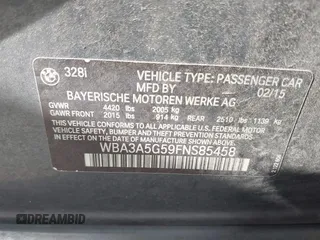 328I
VEHICLE TYPE: PASSENGER CAR
MFD BY 02/15
BAYERISCHE MOTOREN WERKE AG
GVWR 4420 lbs 2005 kg
GAWR FRONT 2015 lbs 914 kg REAR 2510 lbs 1139 kg
THIS VEHICLE CONFORMS TO ALL APPLICABLE U.S. FEDERAL MOTOR
VEHICLE SAFETY, BUMPER, AND THEFT PREVENTION STANDARDS
IN EFFECT ON THE DATE OF MANUFACTURE SHOWN ABOVE.
WBA3A5G59FNS85458
DREAMBID